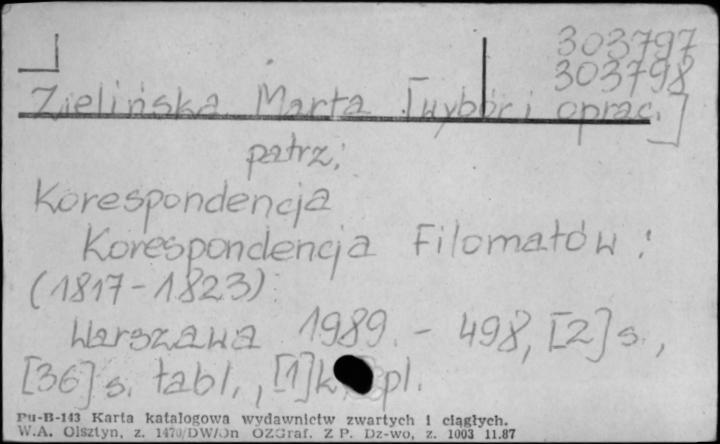 303797
303798
Zielińska Marta [wybór i oprac.]
patrz:
Korespondencja
Korespondencja Filomatów :
(1817-1823).
Warszawa 1989. - 498, [2] s.,
[36] s. tabl., [1] k. pl.
Pu-B-143 Karta katalogowa wydawnictw zwartych i ciągłych.
W.A. Olsztyn, z. 1470/DW/On OZGraf. Z P. Dz-wo, z. 1003 11.87